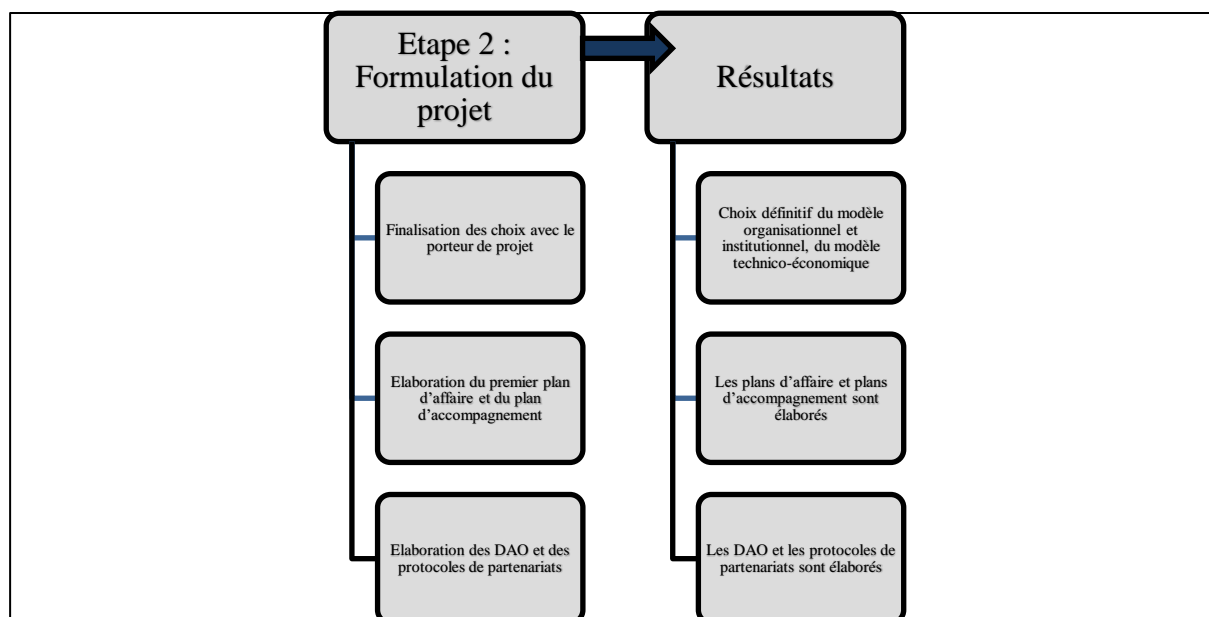 Etape 2 :
Formulation du
projet
Résultats
Finalisation des choix avec le
porteur de projet
Choix définitif du modèle
organisationnel et
institutionnel, du modèle
technico-économique
Elaboration du premier plan
d’affaire et du plan
d’accompagnement
Les plans d’affaire et plans
d’accompagnement sont
élaborés
Elaboration des DAO et des
protocoles de partenariats
Les DAO et les protocoles de
partenariats sont élaborés